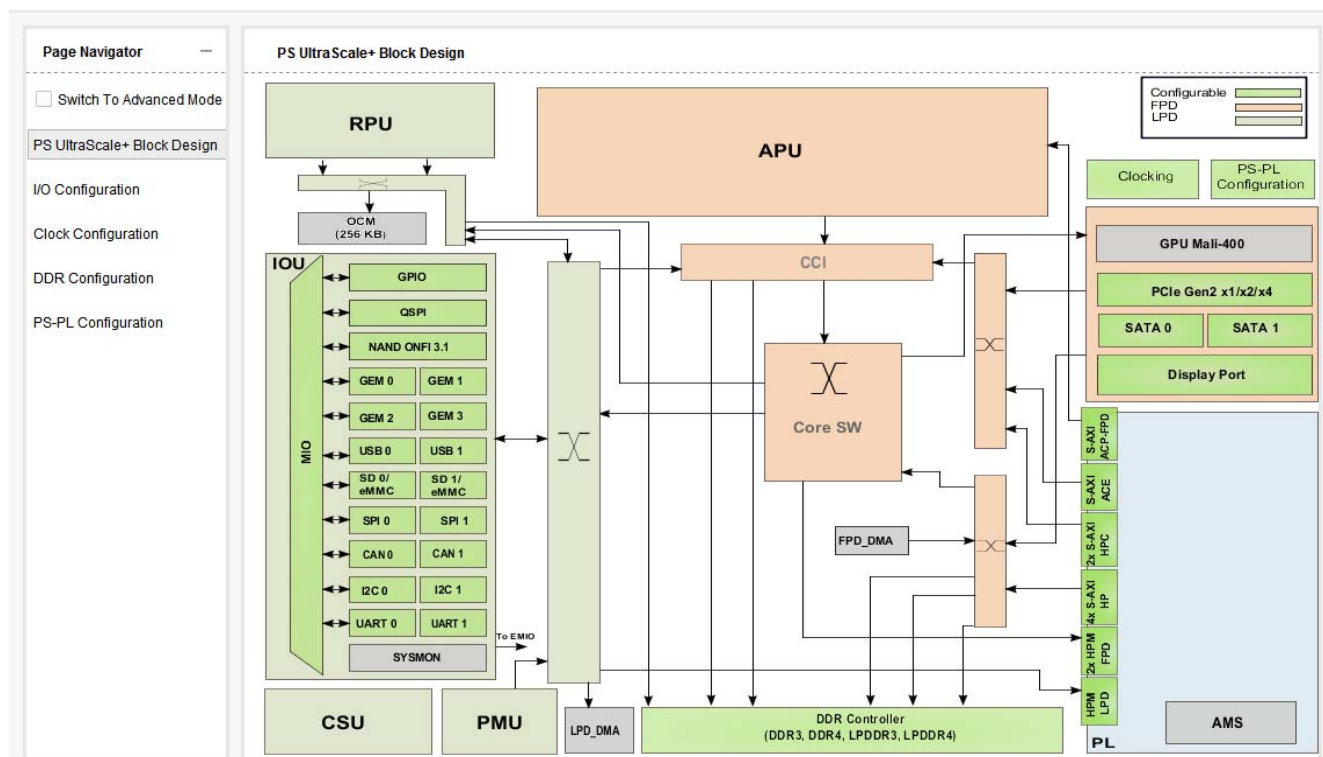 Page Navigator —
Switch To Advanced Mode
PS UltraScale+ Block Design
I/O Configuration
Clock Configuration
DDR Configuration
PS-PL Configuration
PS UltraScale+ Block Design
Configurable
FPD
LPD
RPU
APU
Clocking
PS-PL
Configuration
OCM
(256 KB)
CCI
GPU Mali-400
PCIe Gen2 x1/x2/x4
SATA 0
SATA 1
Display Port
IOU
MIO
GPIO
QSPI
NAND ONFI 3.1
GEM 0
GEM 1
GEM 2
GEM 3
USB 0
USB 1
SD 0/
eMMC
SD 1/
eMMC
SPI 0
SPI 1
CAN 0
CAN 1
I2C 0
I2C 1
UART 0
UART 1
SYSMON
To EMIO
Core SW
FPD_DMA
S-AXI
ACP-FPD
S-AXI
ACE
2x S-AXI
HPC
4x S-AXI
HP
2x HPM
FPD
HPM
LPD
CSU
PMU
LPD_DMA
DDR Controller
(DDR3, DDR4, LPDDR3, LPDDR4)
AMS
PL